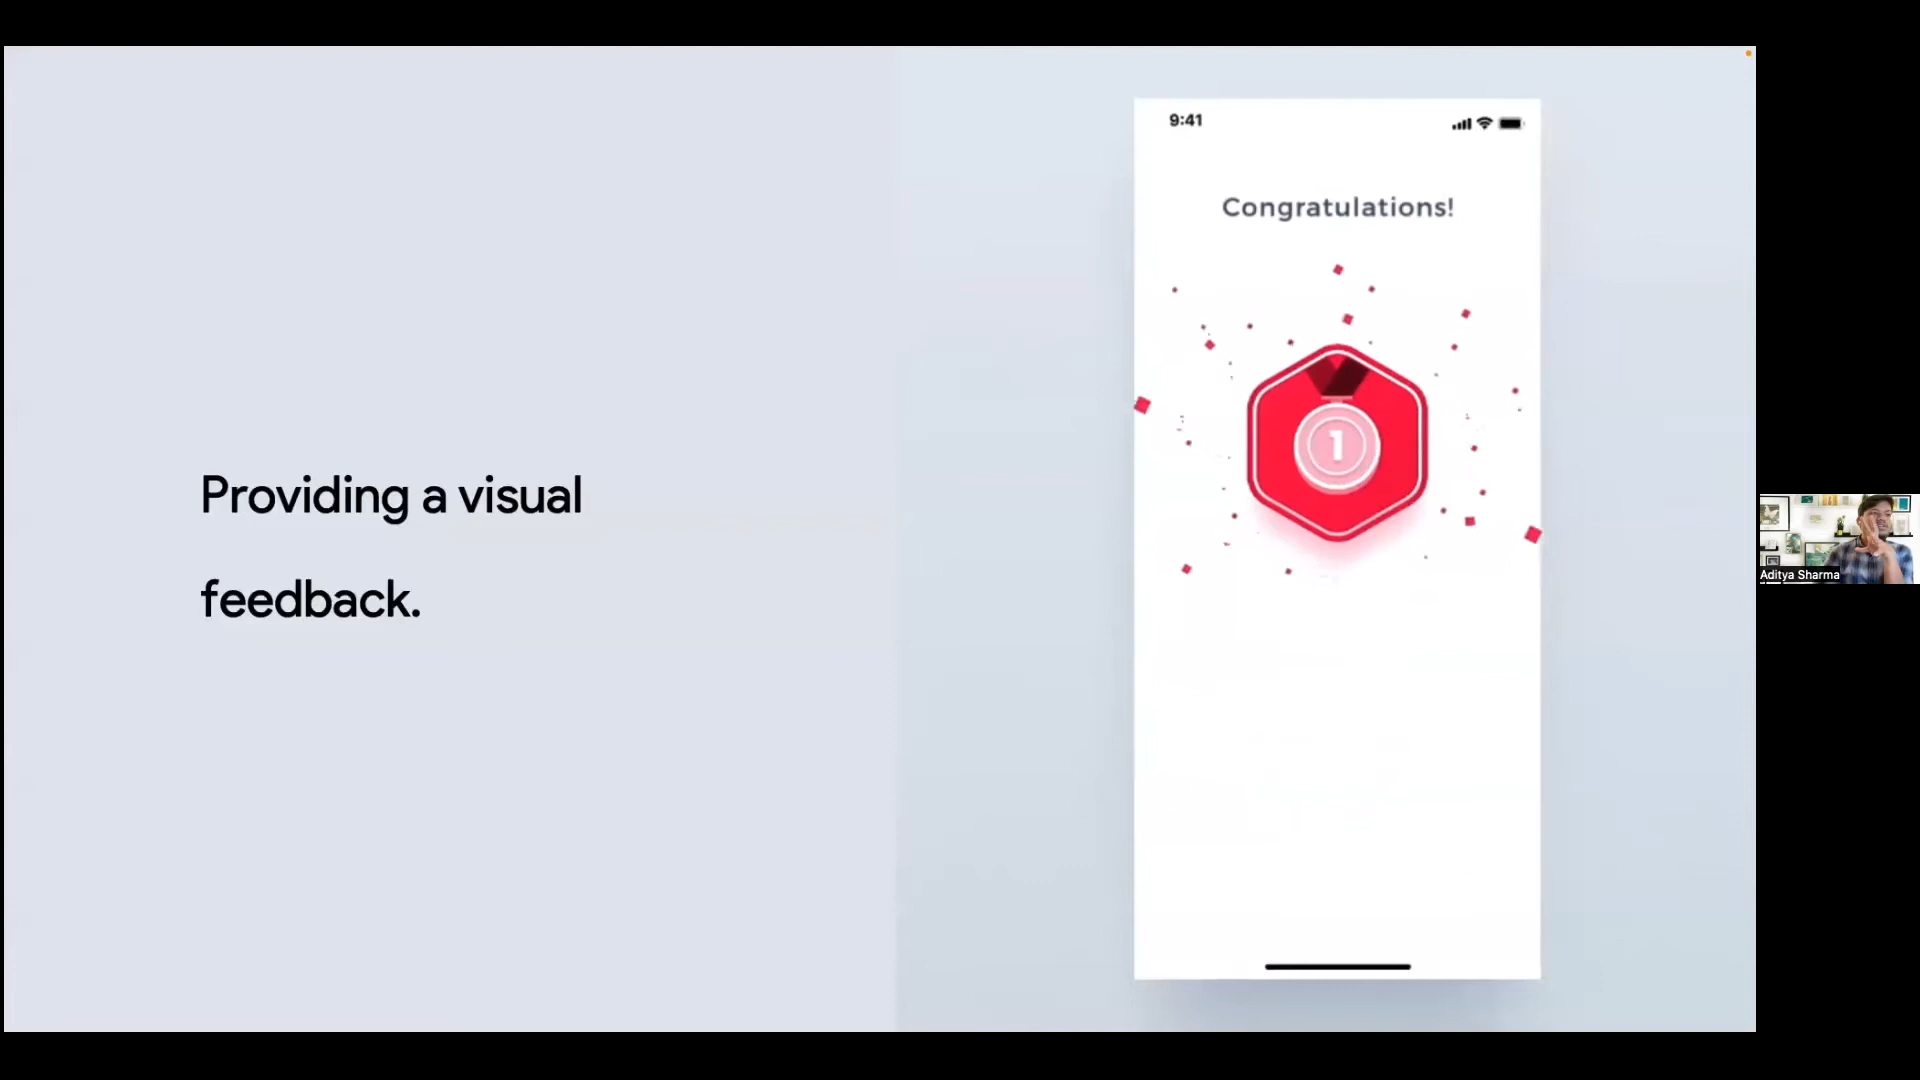 Providing a visual
feedback.
9:41
Congratulations!
1
Aditya Sharma